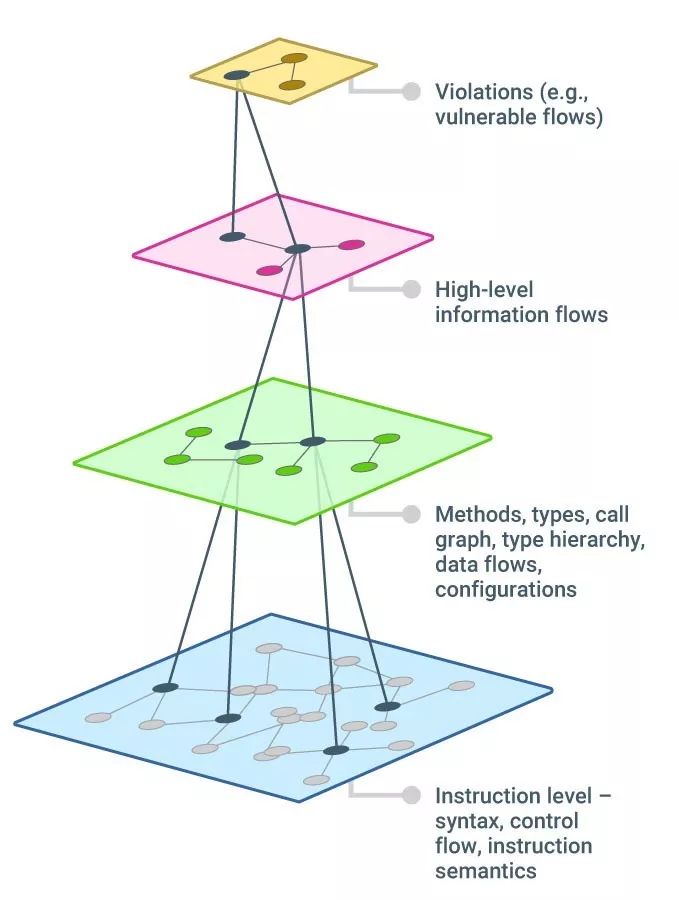 Violations (e.g.,
vulnerable flows)
High-level
information flows
Methods, types, call
graph, type hierarchy,
data flows,
configurations
Instruction level –
syntax, control
flow, instruction
semantics